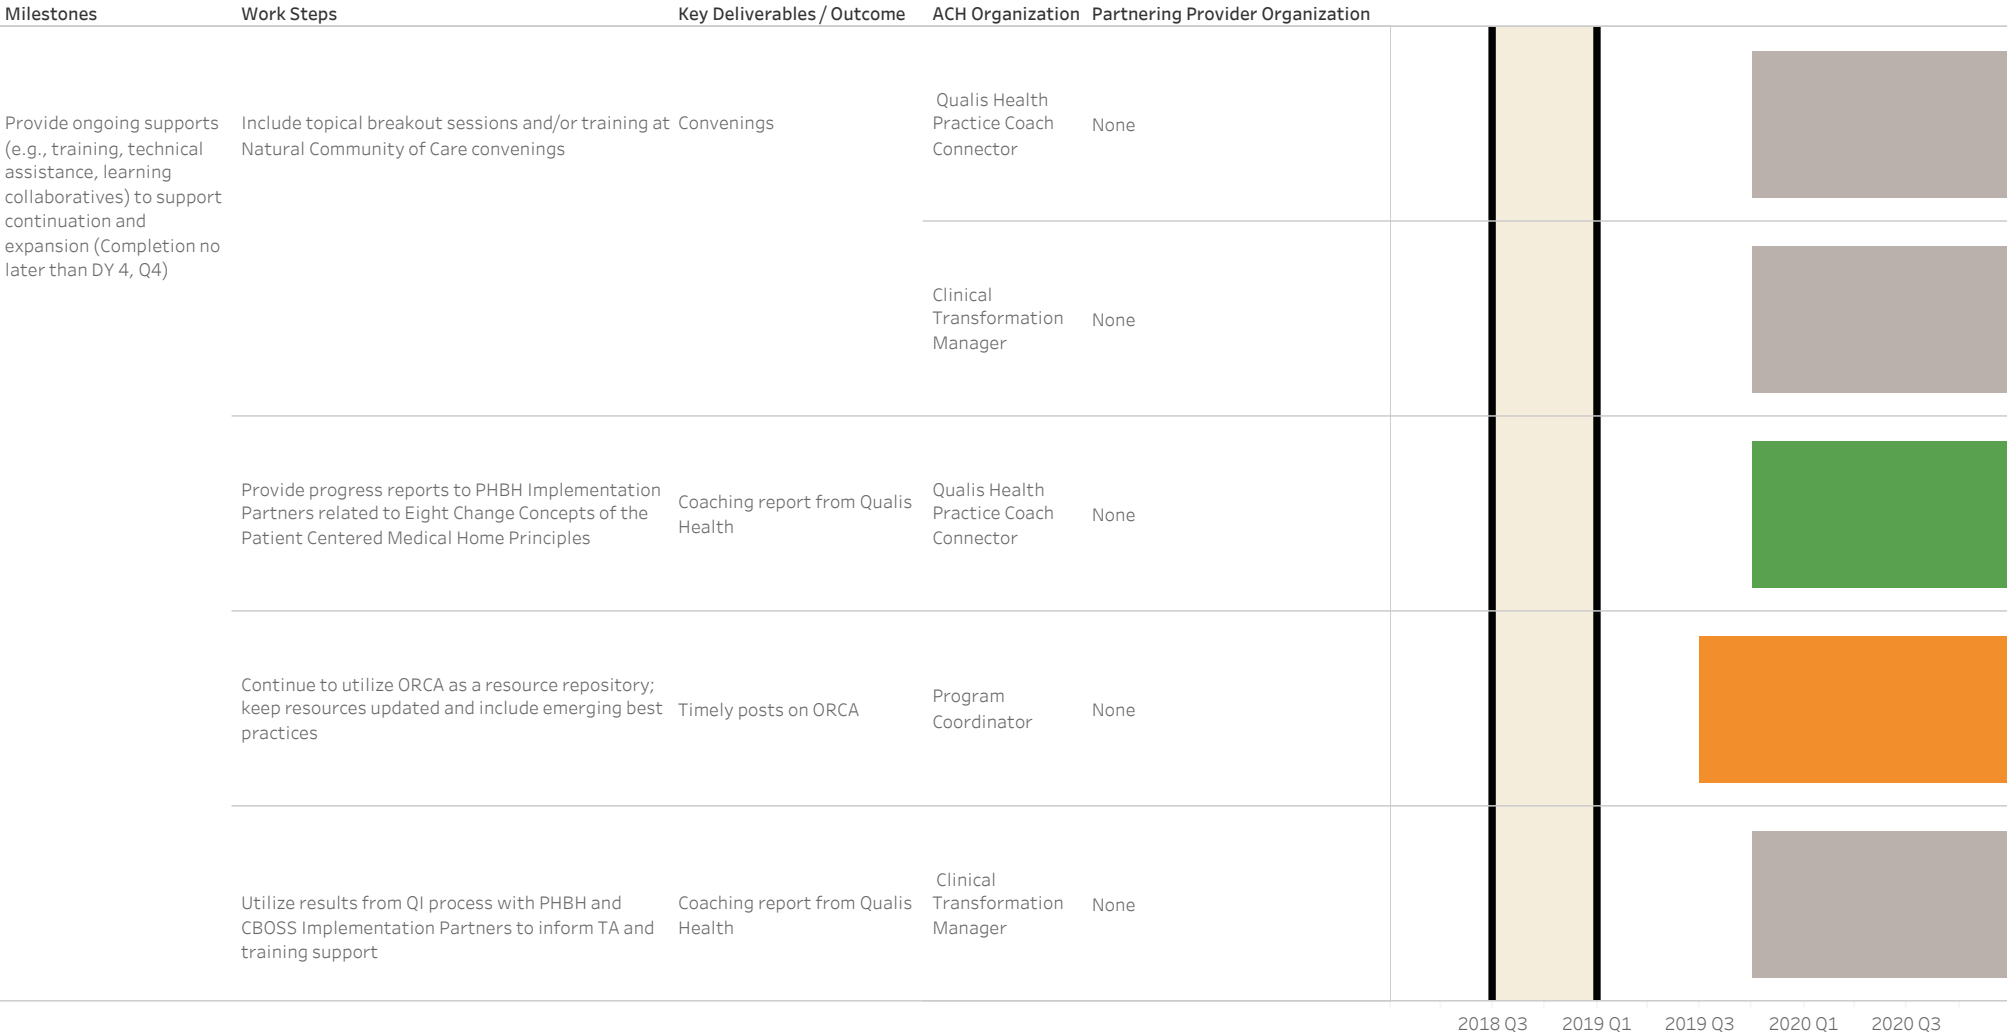 Milestones Work Steps Key Deliverables / Outcome ACH Organization Partnering Provider Organization
Provide ongoing supports
(e.g., training, technical
assistance, learning
collaboratives) to support
continuation and
expansion (Completion no
later than DY 4, Q4)
Include topical breakout sessions and/or training at
Natural Community of Care convenings
Convenings
Qualis Health
Practice Coach
Connector
None
Clinical
Transformation
Manager
None
Provide progress reports to PHBH Implementation
Partners related to Eight Change Concepts of the
Patient Centered Medical Home Principles
Coaching report from Qualis
Health
Qualis Health
Practice Coach
Connector
None
Continue to utilize ORCA as a resource repository;
keep resources updated and include emerging best
practices
Timely posts on ORCA
Program
Coordinator
None
Utilize results from QI process with PHBH and
CBOSS Implementation Partners to inform TA and
training support
Coaching report from Qualis
Health
Clinical
Transformation
Manager
None
2018 Q3 2019 Q1 2019 Q3 2020 Q1 2020 Q3